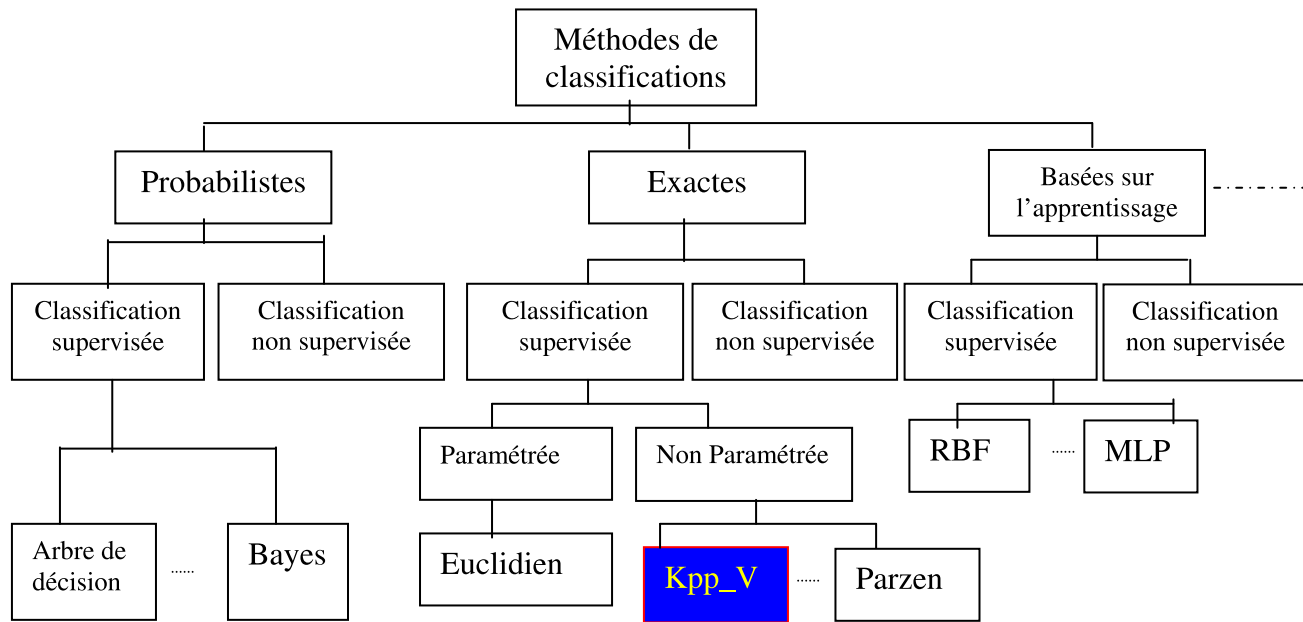 Méthodes de
classifications
Probabilistes
Exactes
Basées sur
l’apprentissage
Classification
supervisée
Classification
non supervisée
Classification
supervisée
Classification
non supervisée
Classification
supervisée
Classification
non supervisée
Paramétrée
Non Paramétrée
RBF
......
MLP
Arbre de
décision
......
Bayes
Euclidien
Kpp_V
......
Parzen